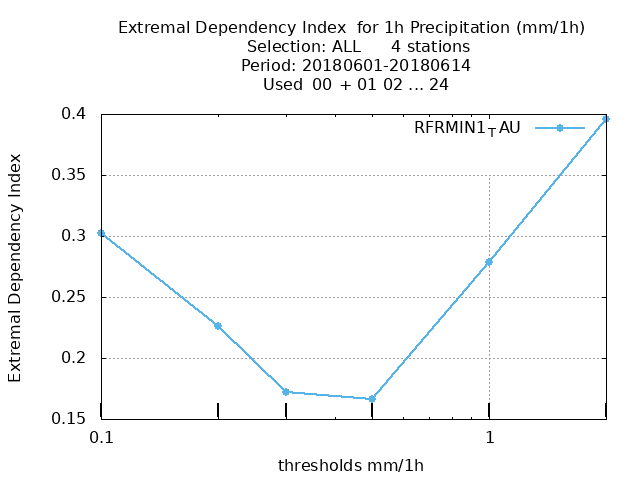 Extremal Dependency Index  for 1h Precipitation (mm/1h)
Selection: ALL      4 stations
Period: 20180601-20180614
Used  00 + 01 02 ... 24
RFRMIN1_TAU
0.4
0.35
0.3
0.25
0.2
0.15
Extremal Dependency Index
0.1
1
thresholds mm/1h